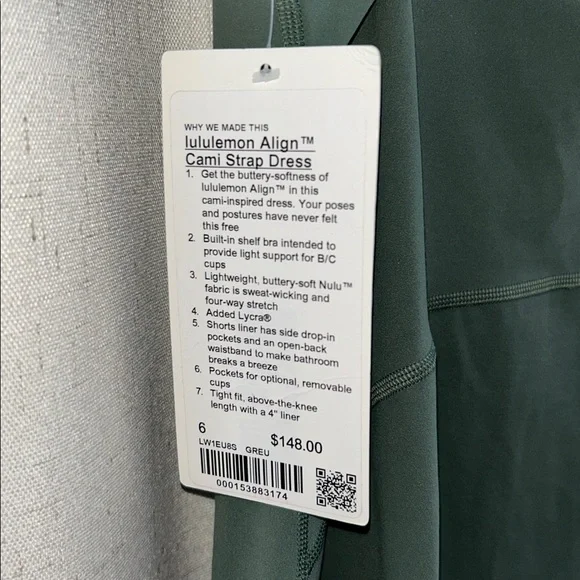 WHY WE MADE THIS
lululemon Align™
Cami Strap Dress
1. Get the buttery-softness of
lululemon Align™ in this
cami-inspired dress. Your poses
and postures have never felt
this free
2. Built-in shelf bra intended to
provide light support for B/C
cups
3. Lightweight, buttery-soft Nulu™
fabric is sweat-wicking and
four-way stretch
4. Added Lycra®
5. Shorts liner has side drop-in
pockets and an open-back
waistband to make bathroom
breaks a breeze
6. Pockets for optional, removable
cups
7. Tight fit, above-the-knee
length with a 4" liner
6 $148.00
LW1EU8S GREU
000153883174